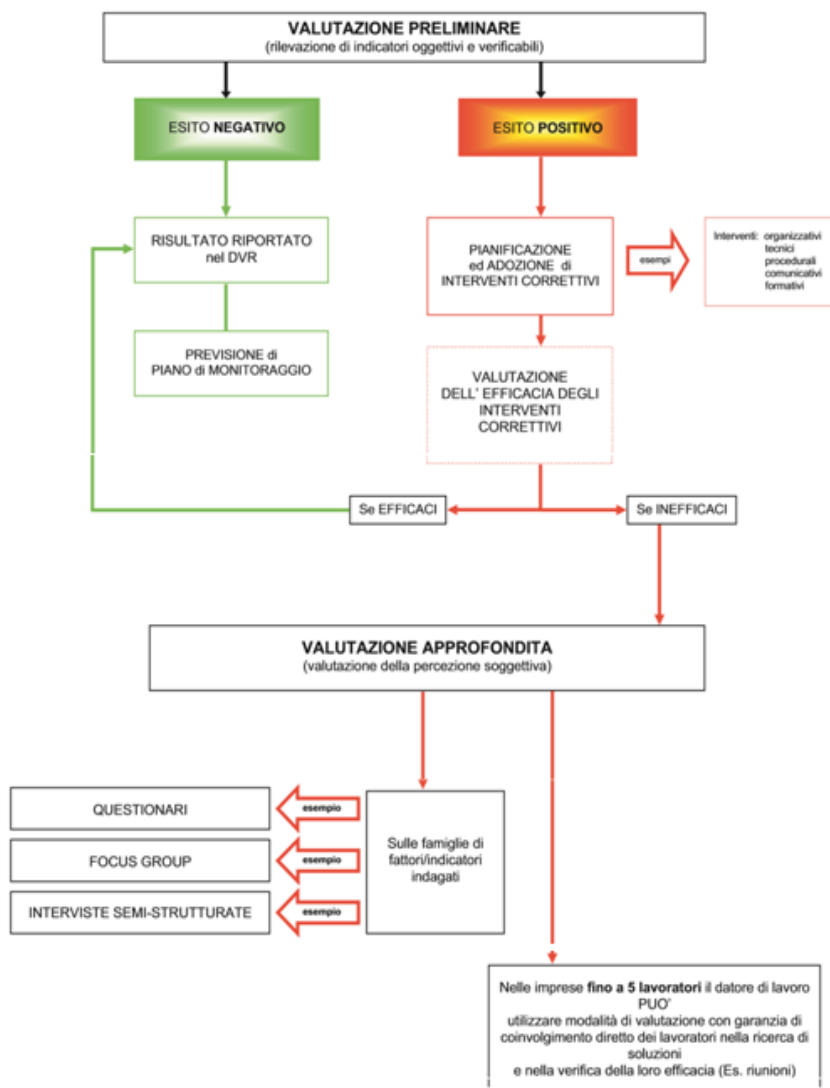 VALUTAZIONE PRELIMINARE
(rilevazione di indicatori oggettivi e verificabili)
ESITO NEGATIVO
ESITO POSITIVO
RISULTATO RIPORTATO
nel DVR
PIANIFICAZIONE
ed ADOZIONE di
INTERVENTI CORRETTIVI
esempi
Interventi: organizzativi
tecnici
procedurali
comunicativi
formativi
PREVISIONE di
PIANO di MONITORAGGIO
VALUTAZIONE
DELL' EFFICACIA DEGLI
INTERVENTI
CORRETTIVI
Se EFFICACI
Se INEFFICACI
VALUTAZIONE APPROFONDITA
(valutazione della percezione soggettiva)
QUESTIONARI
esempio
FOCUS GROUP
esempio
INTERVISTE SEMI-STRUTTURATE
esempio
Sulle famiglie di
fattori/indicatori
indagati
Nelle imprese fino a 5 lavoratori il datore di lavoro
PUO'
utilizzare modalità di valutazione con garanzia di
coinvolgimento diretto dei lavoratori nella ricerca di
soluzioni
e nella verifica della loro efficacia (Es. riunioni)